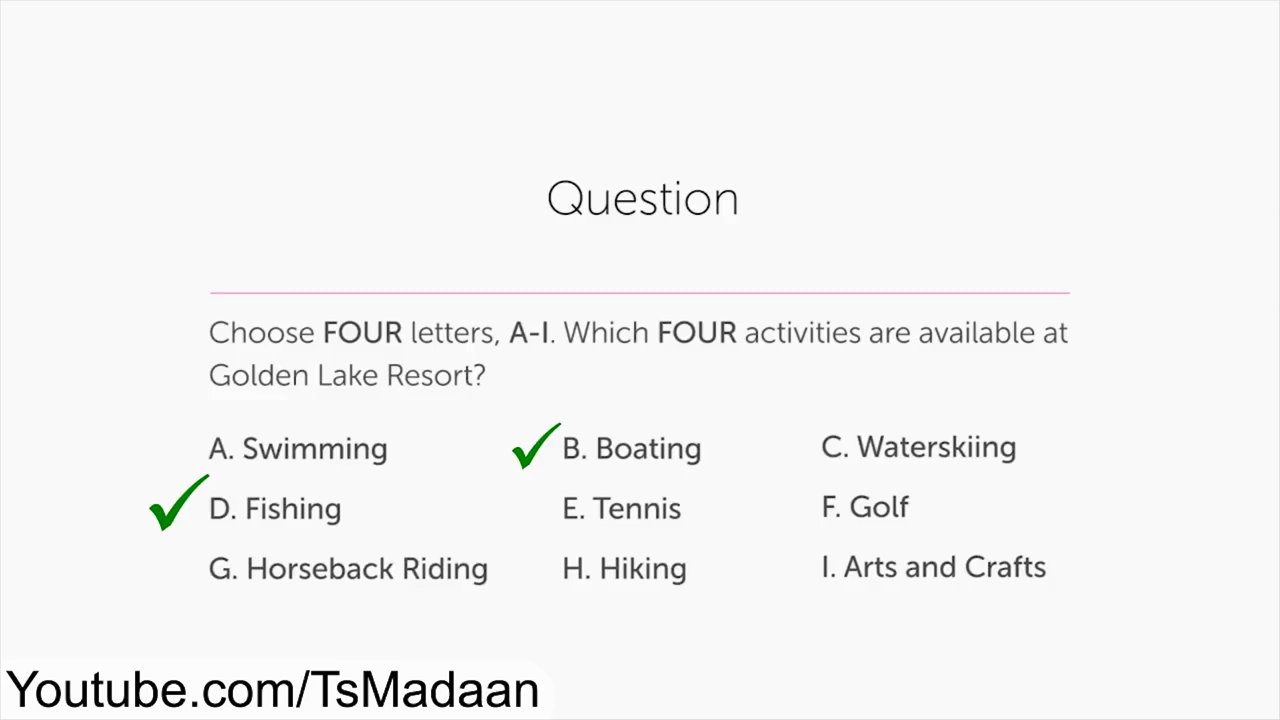 Question
Choose FOUR letters, A-I. Which FOUR activities are available at
Golden Lake Resort?
A. Swimming B. Boating C. Waterskiing
D. Fishing E. Tennis F. Golf
G. Horseback Riding H. Hiking I. Arts and Crafts
Youtube.com/TsMadaan